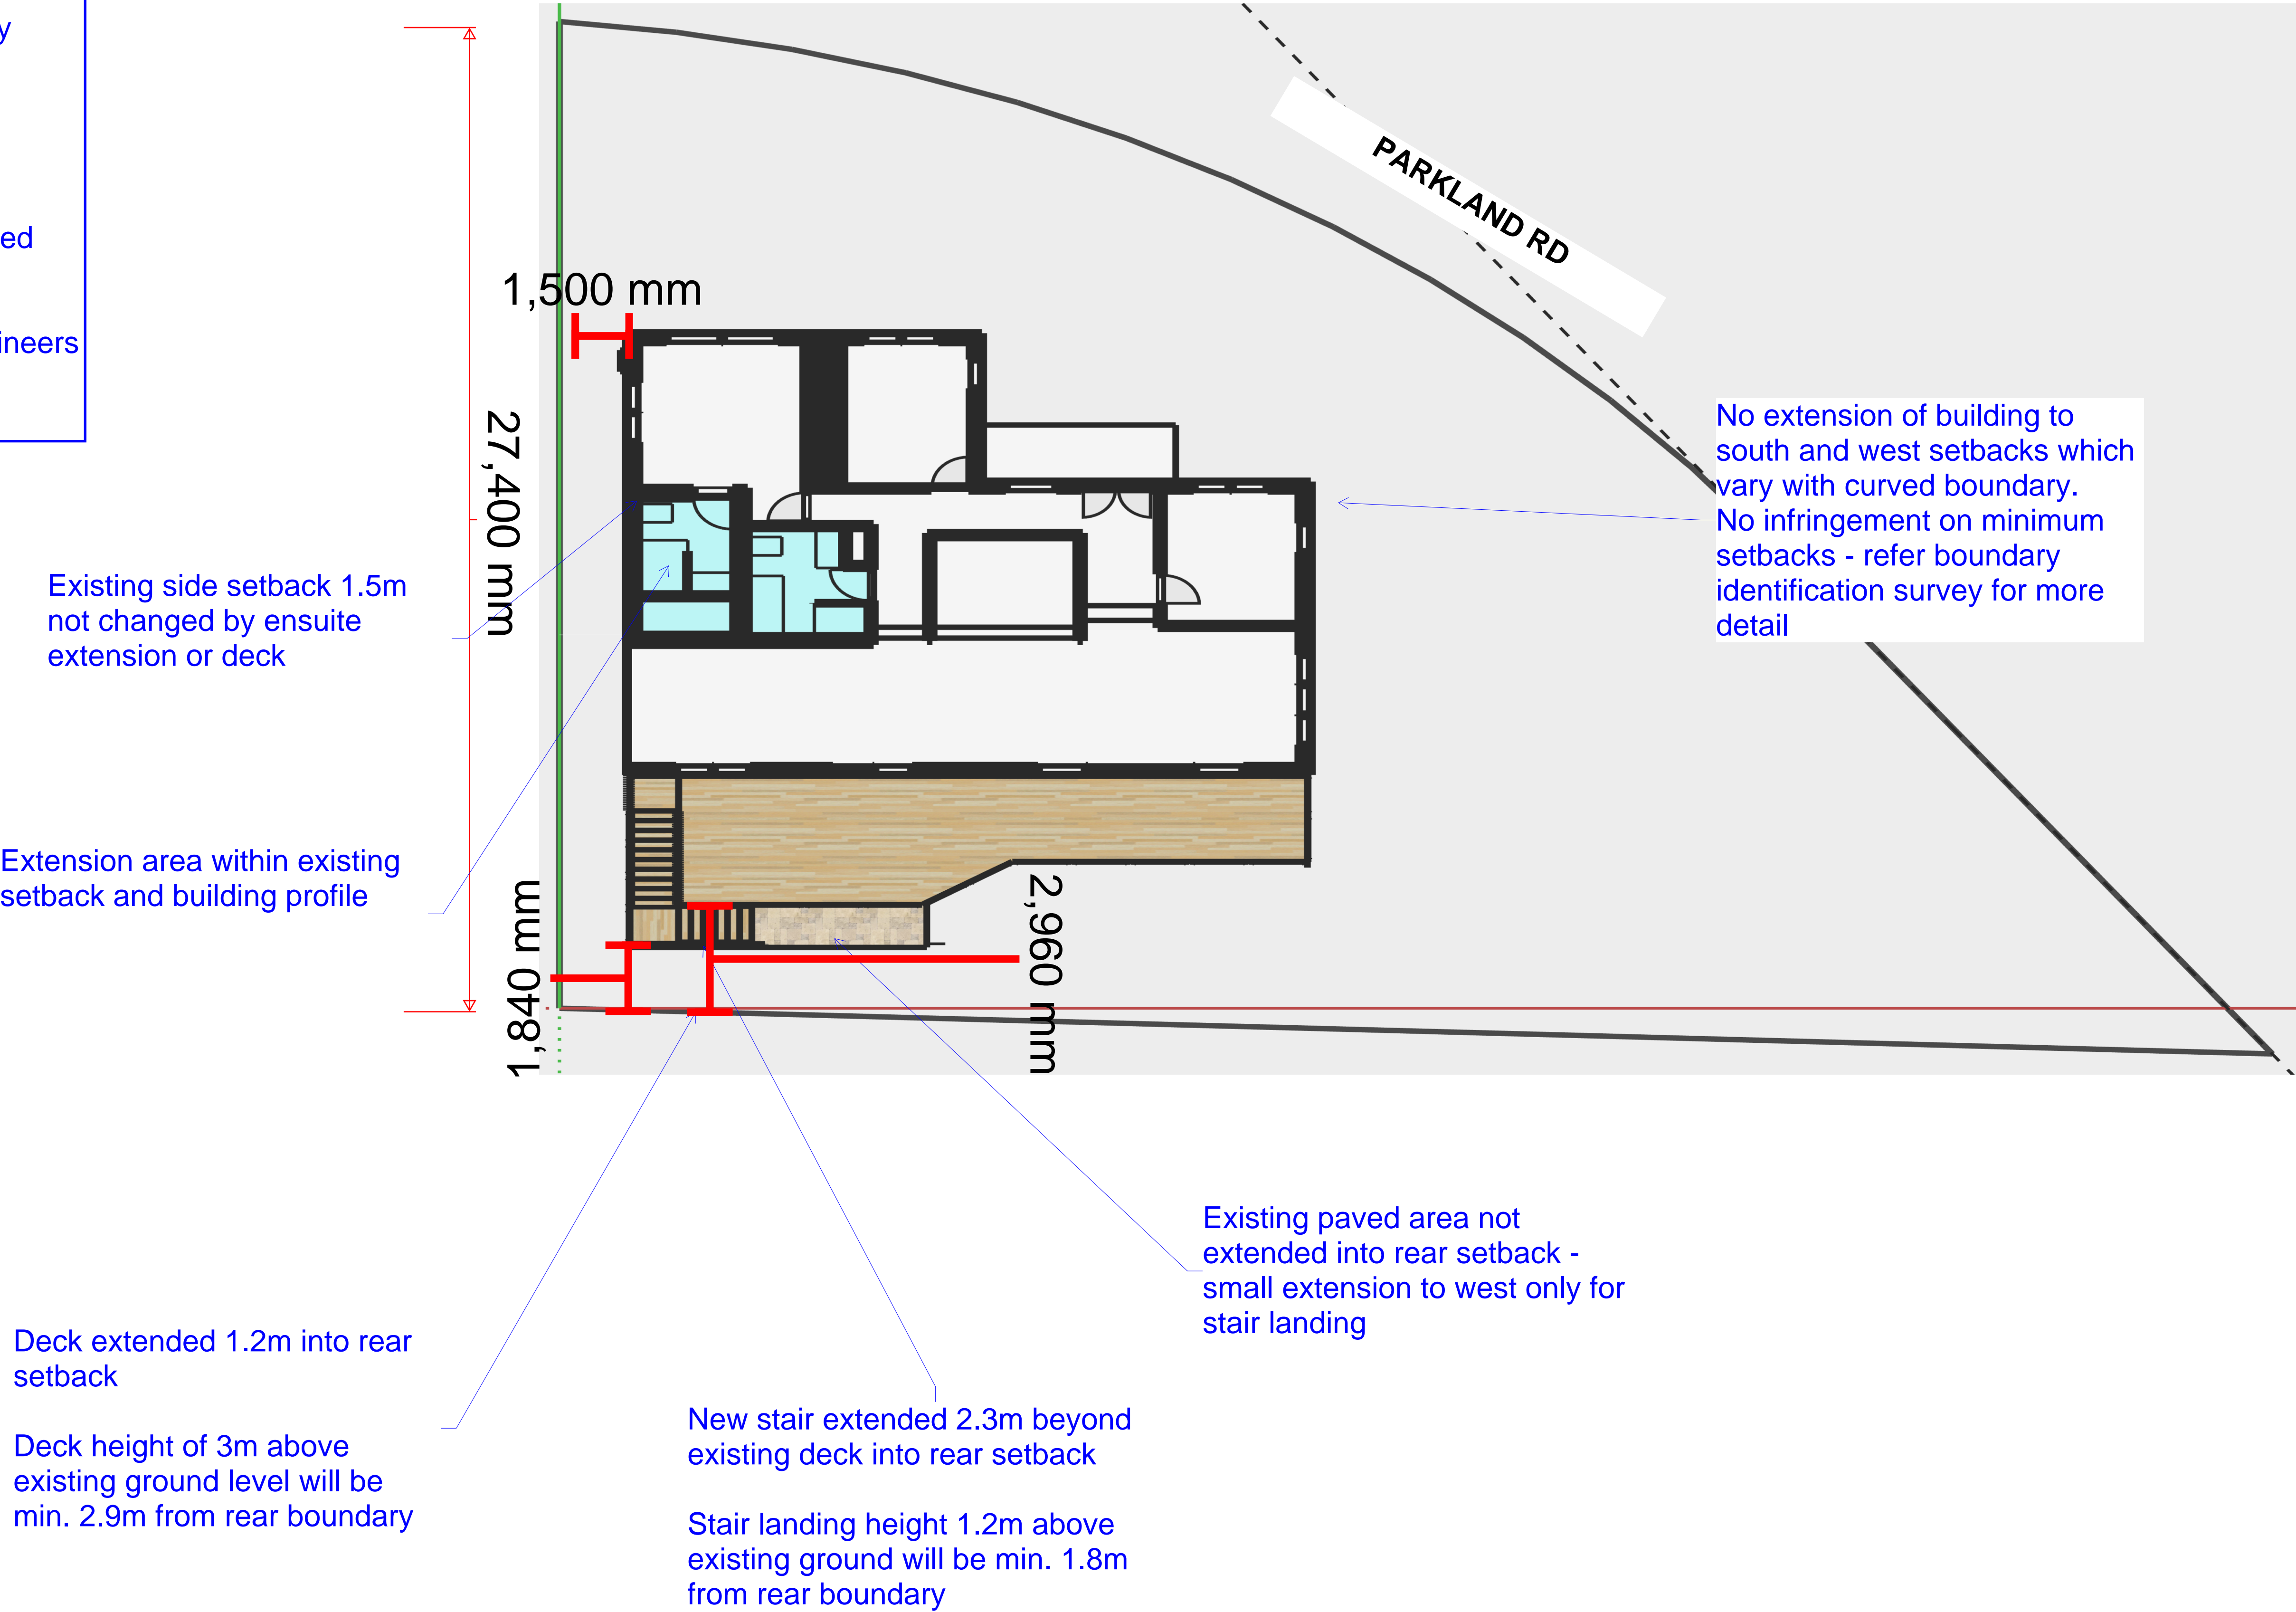 y
ed
ineers
PARKLAND RD
1,500 mm
27,400 mm
No extension of building to
south and west setbacks which
vary with curved boundary.
No infringement on minimum
setbacks - refer boundary
identification survey for more
detail
Existing side setback 1.5m
not changed by ensuite
extension or deck
Extension area within existing
setback and building profile
1,840 mm
2,960 mm
Existing paved area not
extended into rear setback -
small extension to west only for
stair landing
Deck extended 1.2m into rear
setback
Deck height of 3m above
existing ground level will be
min. 2.9m from rear boundary
New stair extended 2.3m beyond
existing deck into rear setback
Stair landing height 1.2m above
existing ground will be min. 1.8m
from rear boundary